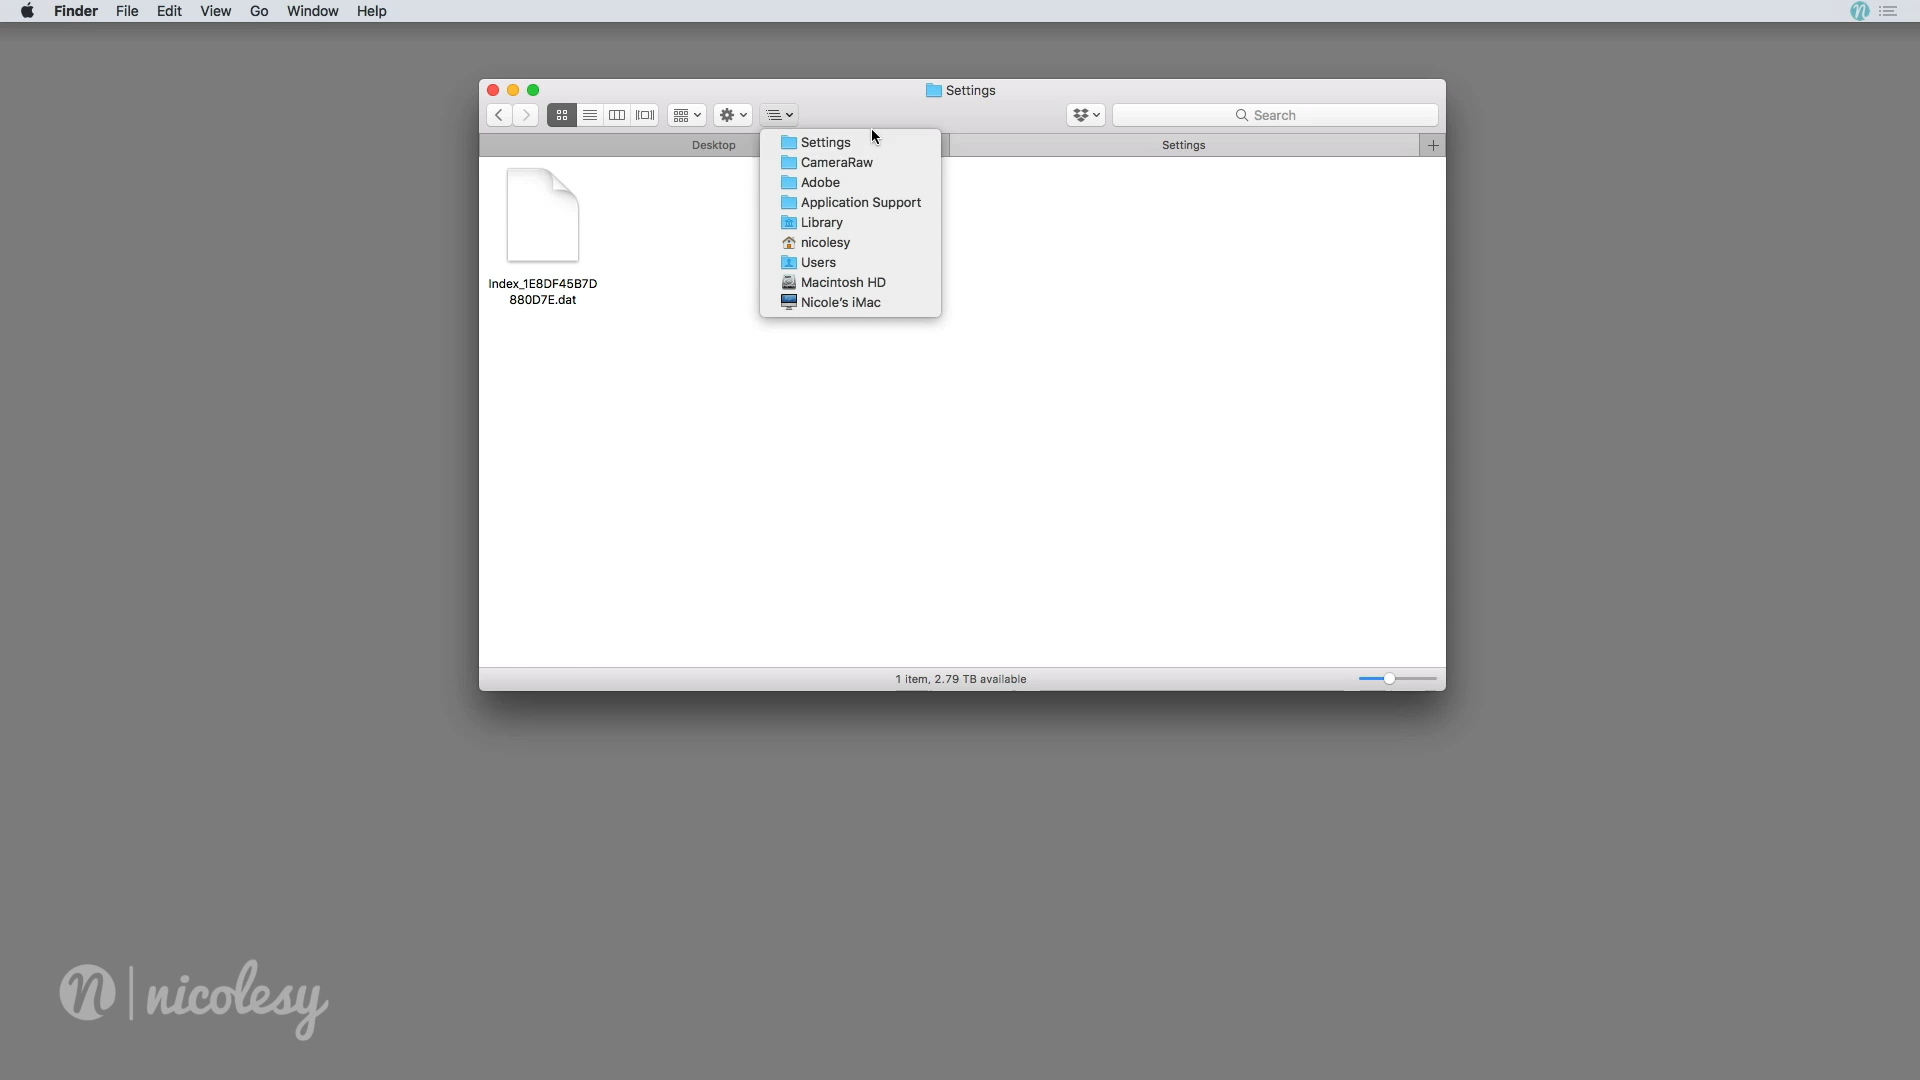 Finder File Edit View Go Window Help
Settings
Search
Desktop
Settings
Settings
CameraRaw
Adobe
Application Support
Library
nicolesy
Users
Macintosh HD
Nicole's iMac
Index_1E8DF45B7D
880D7E.dat
1 item, 2.79 TB available
n | nicolesy